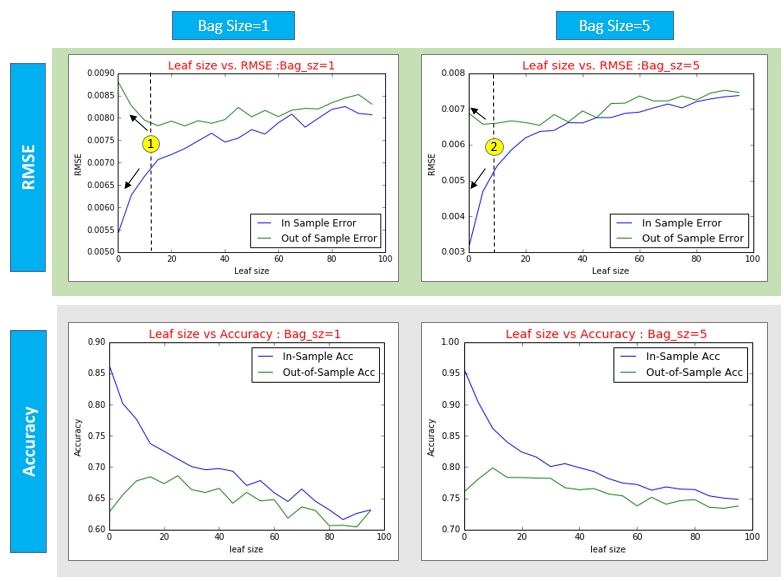 Bag Size=1
Bag Size=5
RMSE
Leaf size vs. RMSE :Bag_sz=1
0.0090
0.0085
0.0080
0.0070
0.0065
0.0055
0.0050
RMSE
1
In Sample Error
Out of Sample Error
0 20 40 60 80 100
Leaf size
Leaf size vs. RMSE :Bag_sz=5
0.008
0.007
0.006
0.005
0.004
0.003
RMSE
2
In Sample Error
Out of Sample Error
0 20 40 60 80 100
Leaf size
Accuracy
Leaf size vs Accuracy : Bag_sz=1
0.90
0.85
0.80
0.75
0.70
0.65
0.60
Accuracy
In-Sample Acc
Out-of-Sample Acc
0 20 40 60 80 100
leaf size
Leaf size vs Accuracy : Bag_sz=5
1.00
0.95
0.90
0.85
0.80
0.75
0.70
Accuracy
In-Sample Acc
Out-of-Sample Acc
0 20 40 60 80 100
leaf size